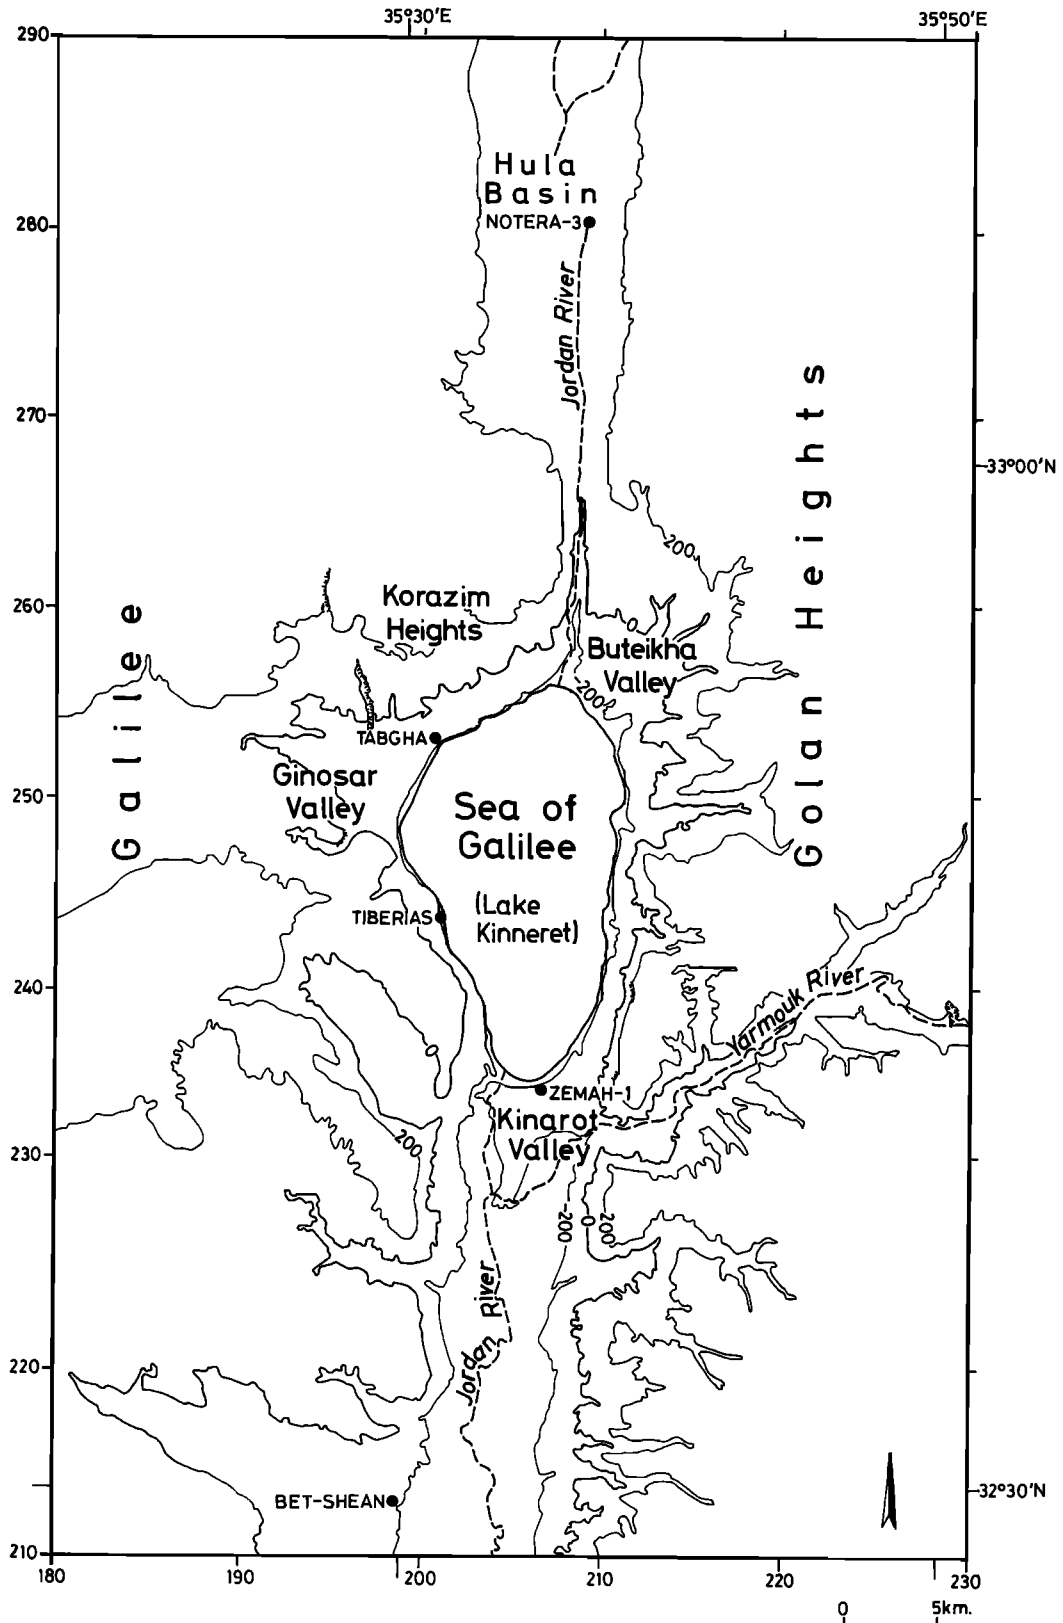 35°30'E
35°50'E
290
Hula
Basin
NOTERA-3
280
Jordan River
270
33°00'N
Golan Heights
200
260
Galilee
Korazim
Heights
0
Buteikha
Valley
-200
TABGHA
Ginosar
Valley
250
Sea of
Galilee
(Lake
Kinneret)
TIBERIAS
240
Yarmouk River
0
ZEMAH-1
Kinarot
Valley
200
230
-200
0
200
Jordan River
220
BET-SHEAN
32°30'N
210
180
190
200
210
220
230
0
5km.